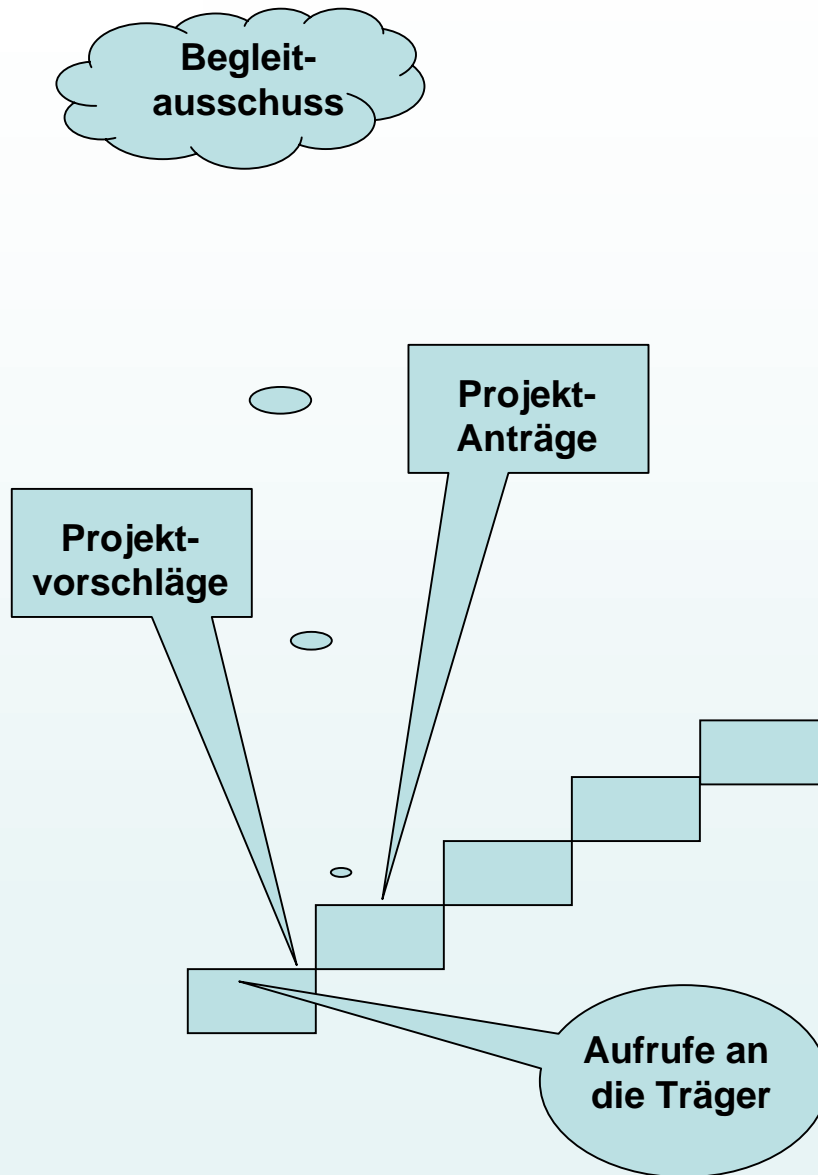 Begleit-
ausschuss
Projekt-
Anträge
Projekt-
vorschläge
Aufrufe an
die Träger